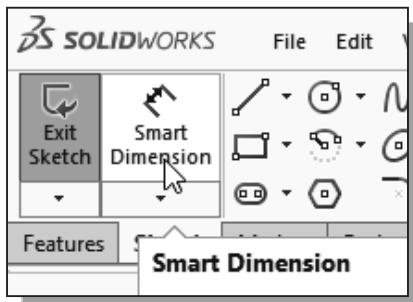 SOLIDWORKS File Edit
Exit Sketch
Smart Dimension
Features
Smart Dimension